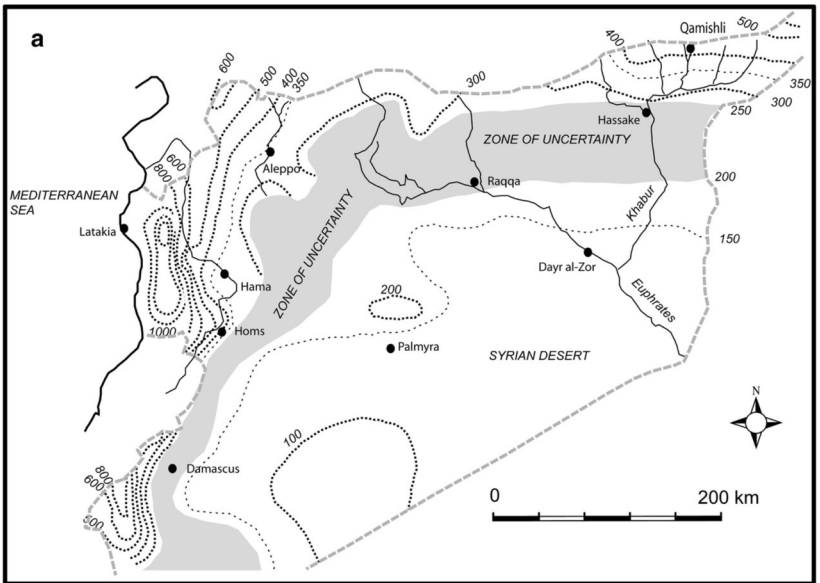 a
Qamishli
500
400
350
300
250
200
150
600
500
400
350
300
ZONE OF UNCERTAINTY
Hassake
Aleppo
600
800
MEDITERRANEAN
SEA
Raqqa
Latakia
Khabur
ZONE OF UNCERTAINTY
Hama
Dayr al-Zor
Euphrates
200
1000
Homs
Palmyra
SYRIAN DESERT
N
100
Damascus
800
600
500
0
200 km